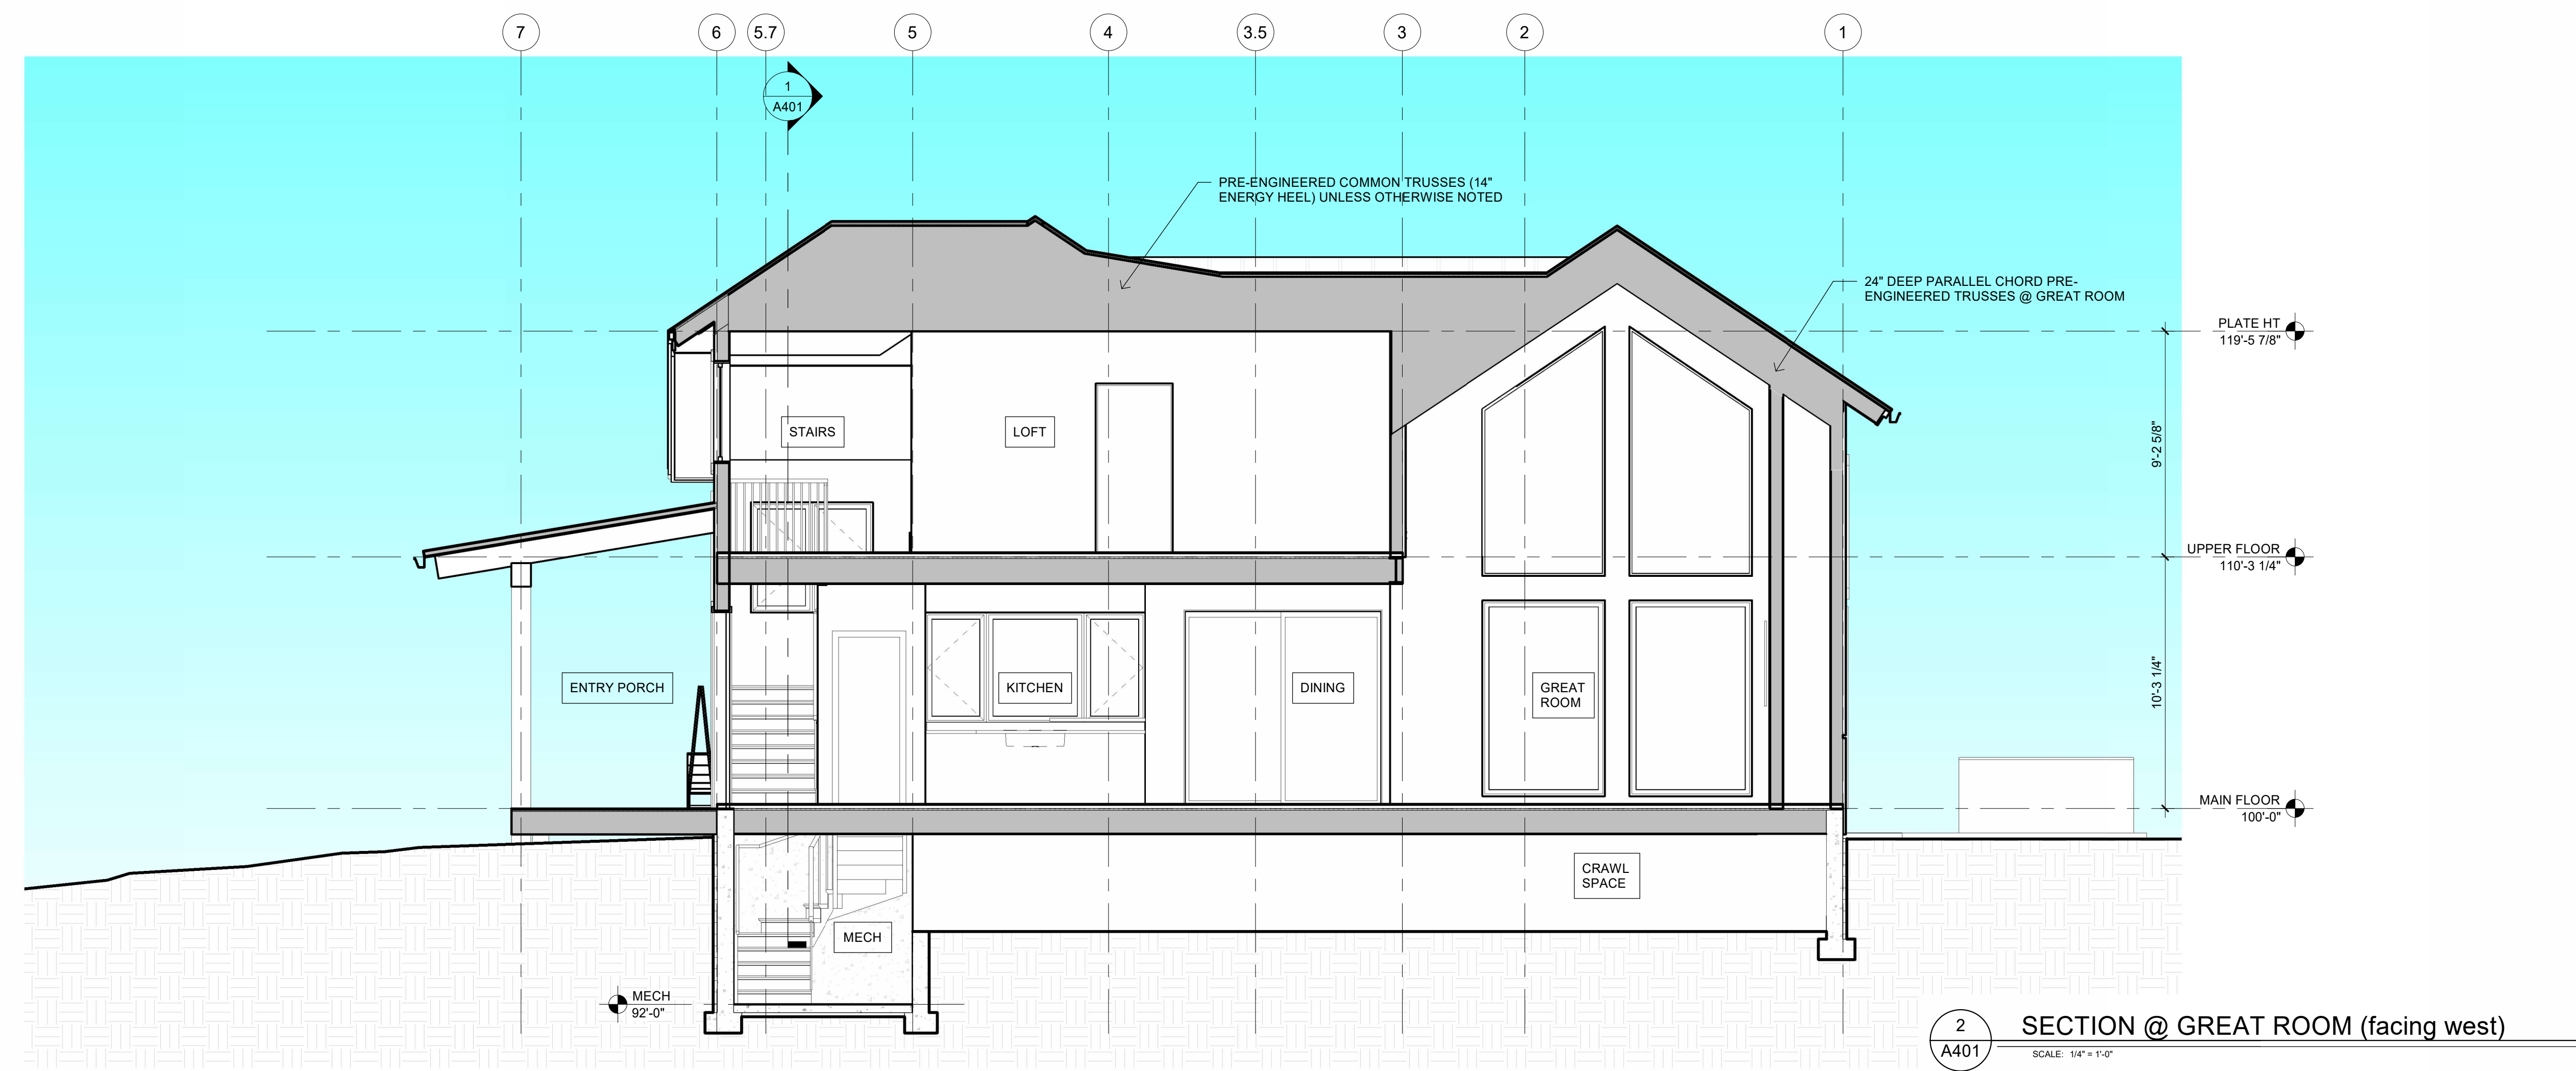 7
6
5.7
5
4
3.5
3
2
1
1
A401
PRE-ENGINEERED COMMON TRUSSES (14"
ENERGY HEEL) UNLESS OTHERWISE NOTED
24" DEEP PARALLEL CHORD PRE-
ENGINEERED TRUSSES @ GREAT ROOM
PLATE HT
119'-5 7/8"
STAIRS
LOFT
9'-2 5/8"
UPPER FLOOR
110'-3 1/4"
ENTRY PORCH
KITCHEN
DINING
GREAT
ROOM
10'-3 1/4"
MAIN FLOOR
100'-0"
CRAWL
SPACE
MECH
MECH
92'-0"
2
A401
SECTION @ GREAT ROOM (facing west)
SCALE: 1/4" = 1'-0"